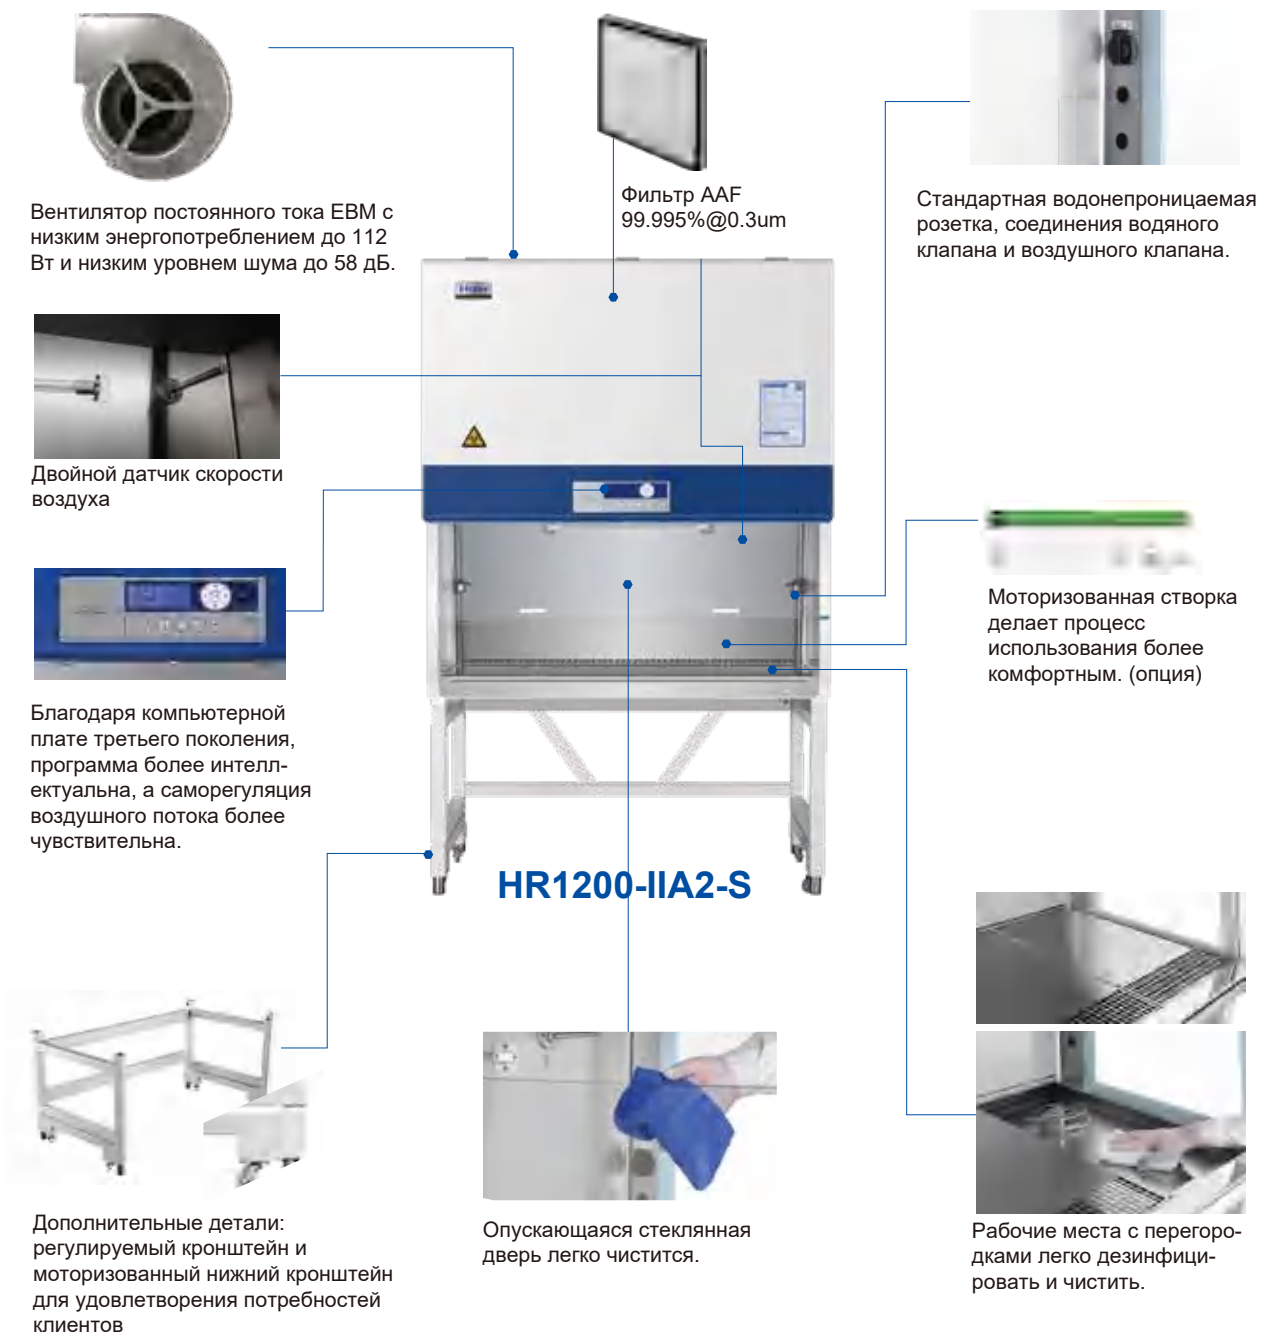 Вентилятор постоянного тока EBM с
низким энергопотреблением до 112
Вт и низким уровнем шума до 58 дБ.
Фильтр AAF
99.995%@0.3um
Стандартная водонепроницаемая
розетка, соединения водяного
клапана и воздушного клапана.
Haier
Двойной датчик скорости
воздуха
Моторизованная створка
делает процесс
использования более
комфортным. (опция)
Благодаря компьютерной
плате третьего поколения,
программа более интелл-
ектуальна, а саморегуляция
воздушного потока более
чувствительна.
HR1200-IIA2-S
Дополнительные детали:
регулируемый кронштейн и
моторизованный нижний кронштейн
для удовлетворения потребностей
клиентов
Опускающаяся стеклянная
дверь легко чистится.
Рабочие места с перегоро-
дками легко дезинфици-
ровать и чистить.